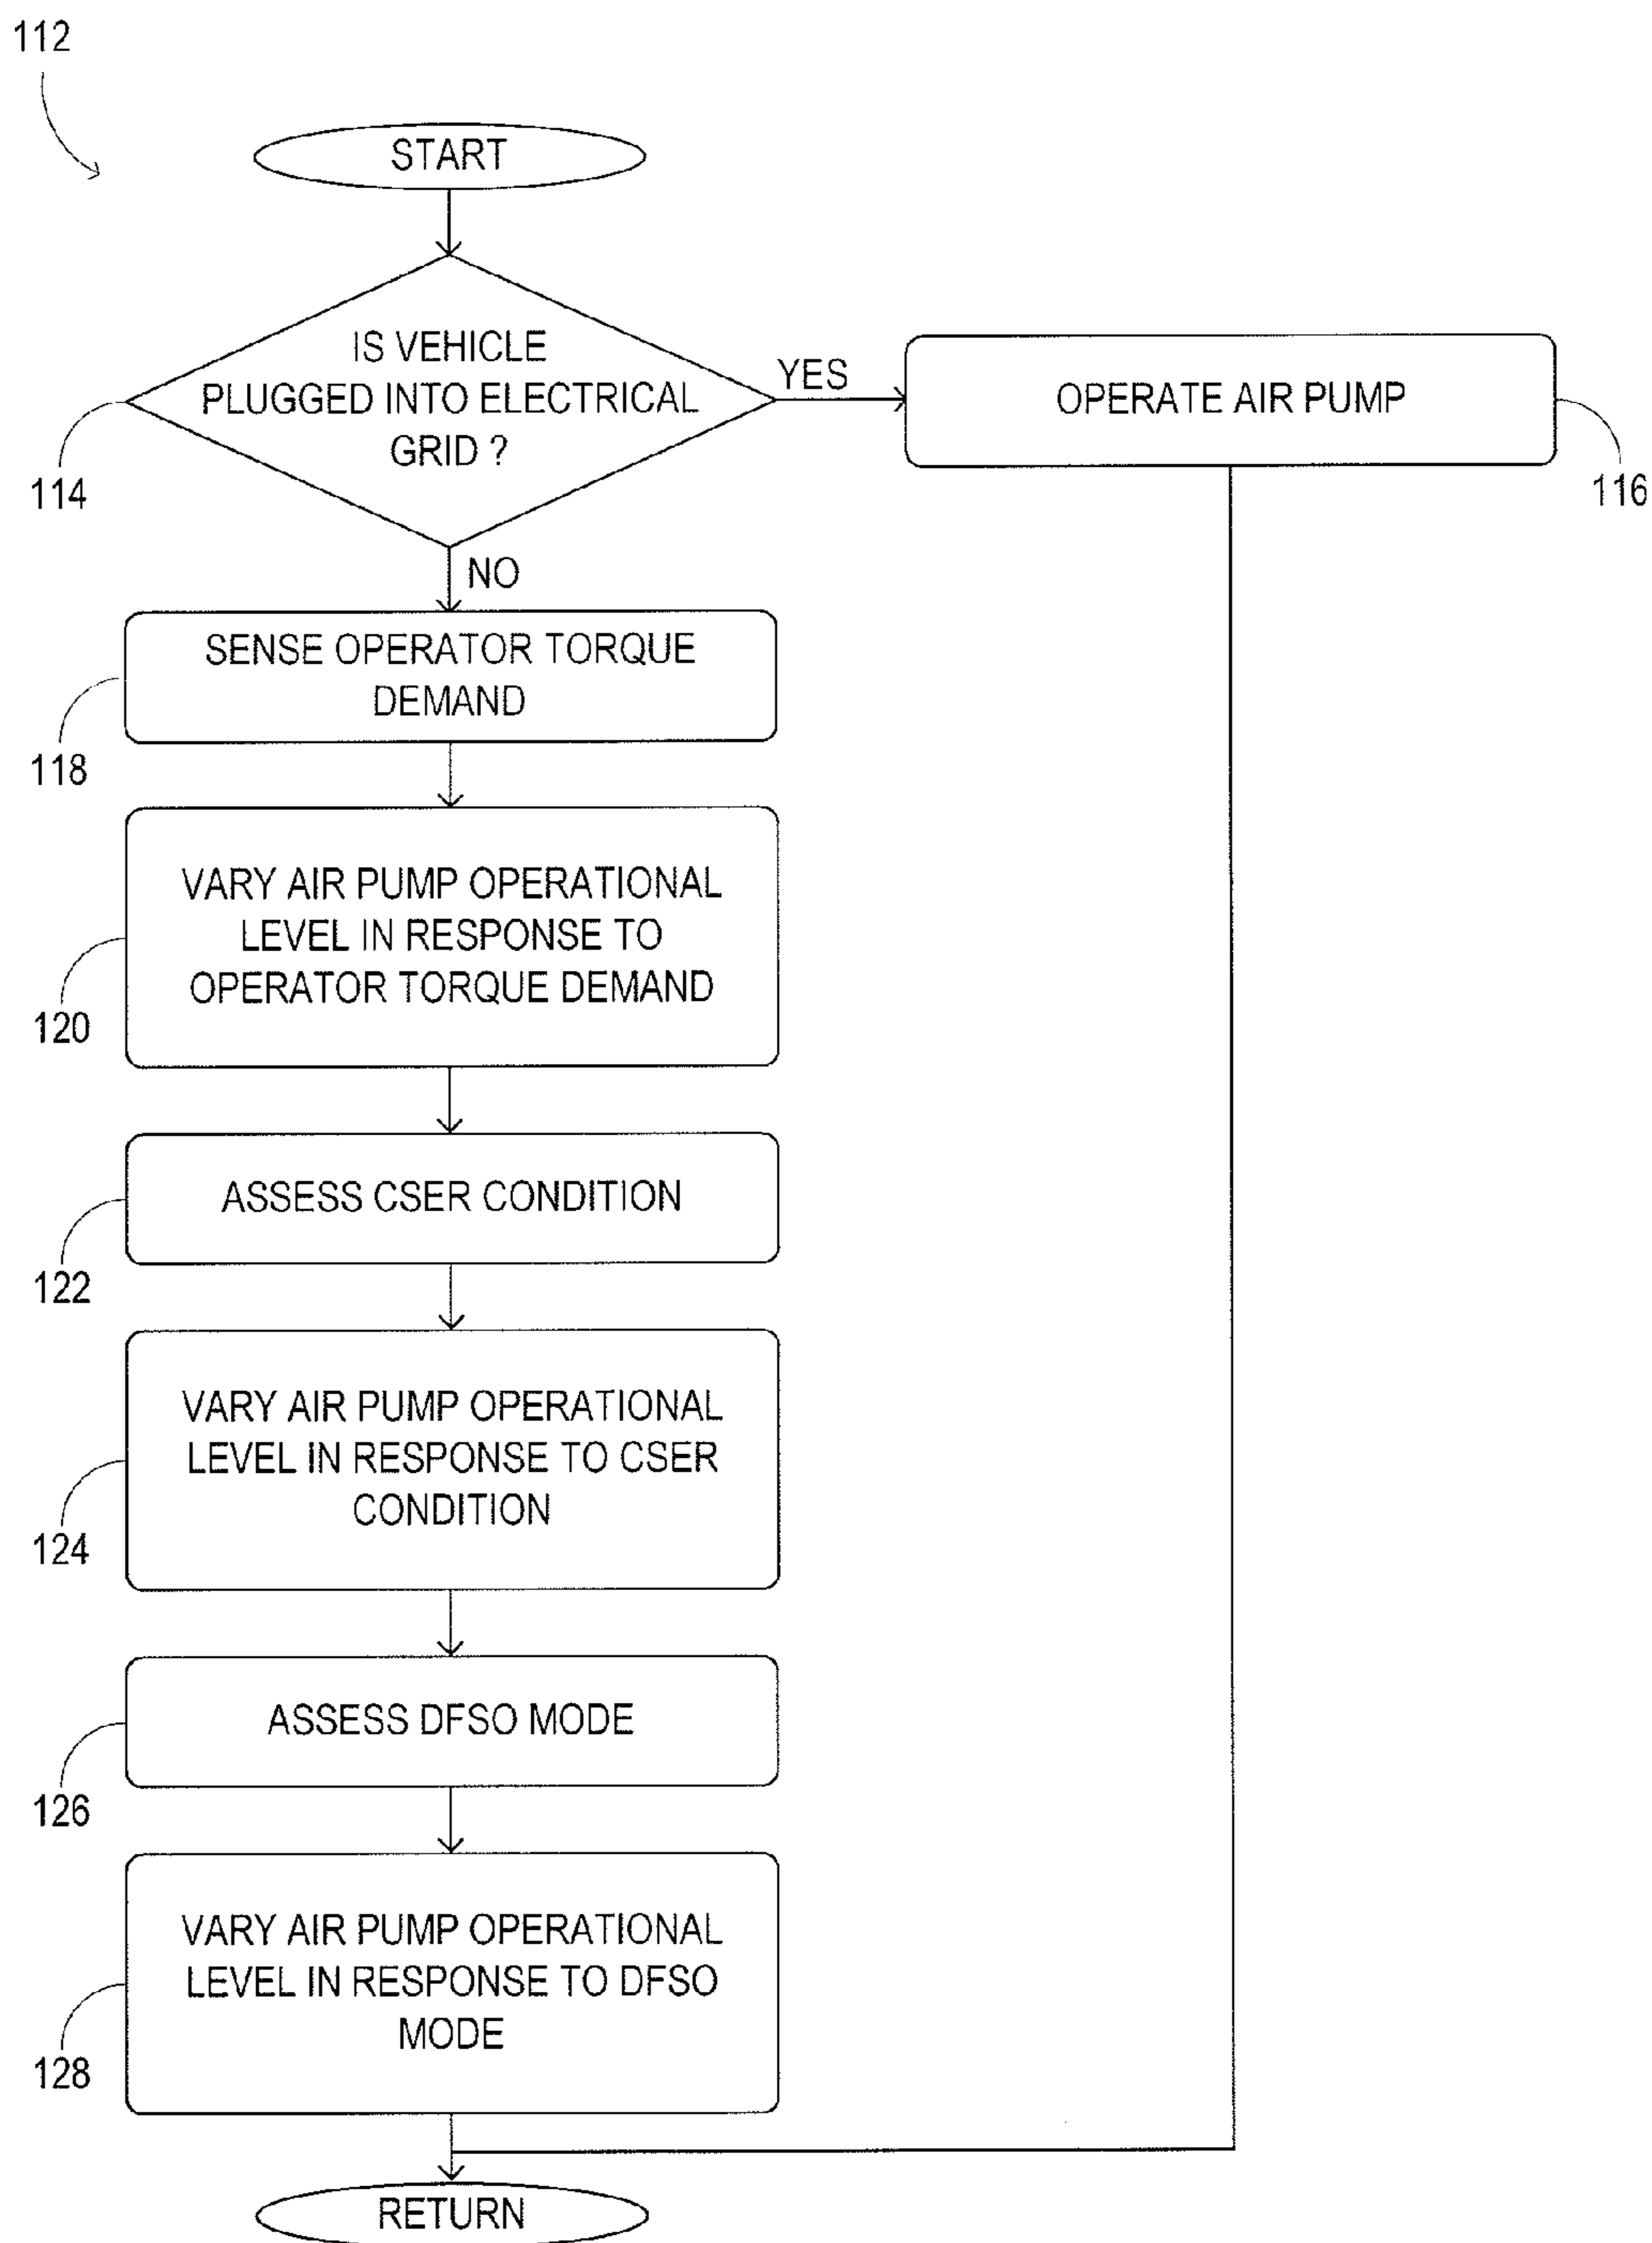 112
START
IS VEHICLE
PLUGGED INTO ELECTRICAL
GRID ?
YES
OPERATE AIR PUMP
114
116
NO
SENSE OPERATOR TORQUE
DEMAND
118
VARY AIR PUMP OPERATIONAL
LEVEL IN RESPONSE TO
OPERATOR TORQUE DEMAND
120
ASSESS CSER CONDITION
122
VARY AIR PUMP OPERATIONAL
LEVEL IN RESPONSE TO CSER
CONDITION
124
ASSESS DFSO MODE
126
VARY AIR PUMP OPERATIONAL
LEVEL IN RESPONSE TO DFSO
MODE
128
RETURN